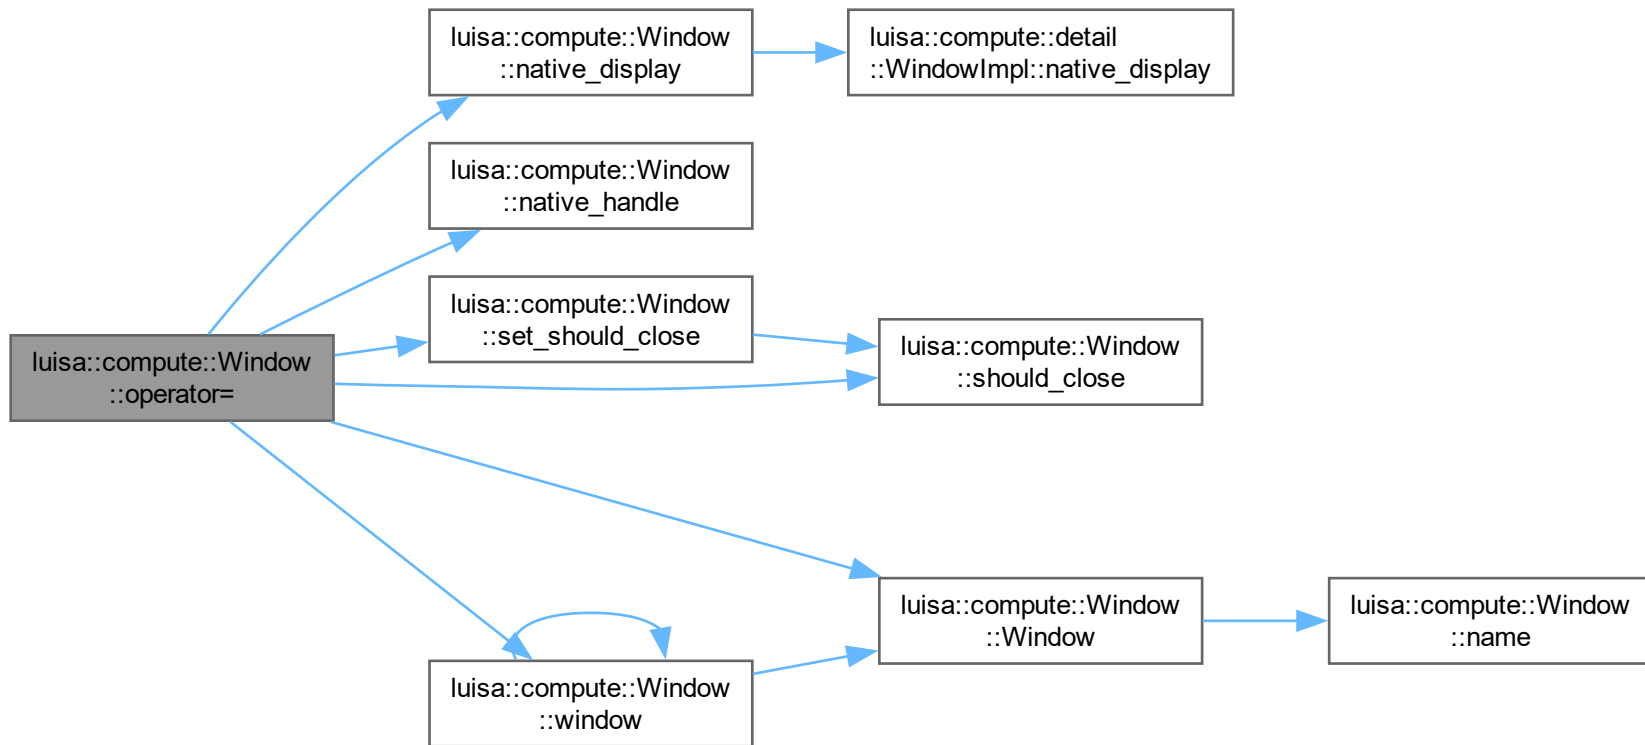 luisa::compute::Window
::native_display
luisa::compute::detail
::WindowImpl::native_display
luisa::compute::Window
::native_handle
luisa::compute::Window
::set_should_close
luisa::compute::Window
::should_close
luisa::compute::Window
::operator=
luisa::compute::Window
::Window
luisa::compute::Window
::name
luisa::compute::Window
::window